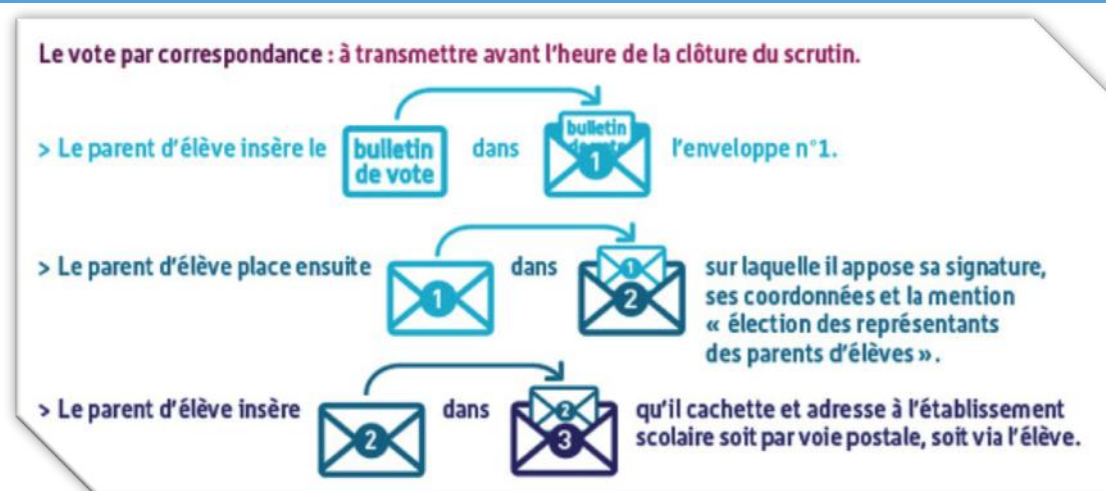 Le vote par correspondance : à transmettre avant l'heure de la clôture du scrutin.
> Le parent d'élève insère le bulletin de vote dans bulletin de vote 1 l'enveloppe n°1.
> Le parent d'élève place ensuite 1 dans 1 2 sur laquelle il appose sa signature,
ses coordonnées et la mention
« élection des représentants
des parents d'élèves ».
> Le parent d'élève insère 2 dans 2 3 qu'il cachette et adresse à l'établissement
scolaire soit par voie postale, soit via l'élève.